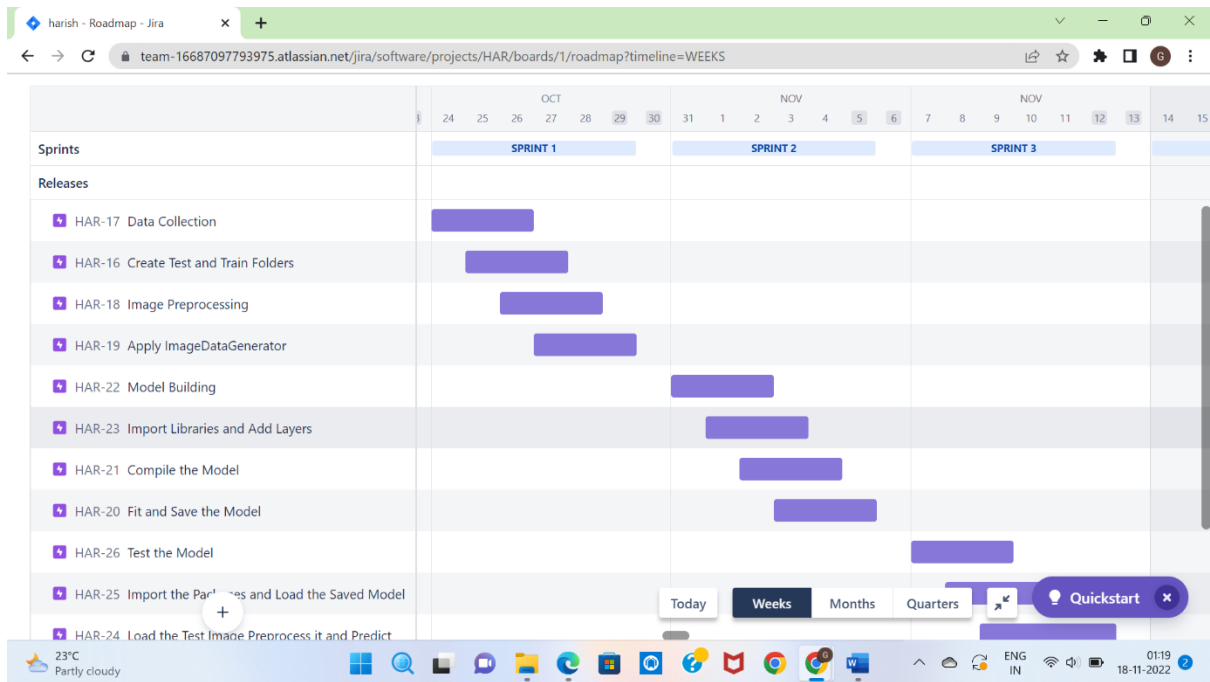 harish - Roadmap - Jira
team-16687097793975.atlassian.net/jira/software/projects/HAR/boards/1/roadmap?timeline=WEEKS
G
OCT NOV NOV
24 25 26 27 28 29 30 31 1 2 3 4 5 6 7 8 9 10 11 12 13 14 15
Sprints SPRINT 1 SPRINT 2 SPRINT 3
Releases
HAR-17 Data Collection
HAR-16 Create Test and Train Folders
HAR-18 Image Preprocessing
HAR-19 Apply ImageDataGenerator
HAR-22 Model Building
HAR-23 Import Libraries and Add Layers
HAR-21 Compile the Model
HAR-20 Fit and Save the Model
HAR-26 Test the Model
HAR-25 Import the Pac es and Load the Saved Model
Today Weeks Months Quarters Quickstart
HAR-24 Load the Test Image Preprocess it and Predict
23°C
Partly cloudy
ENG
IN
01:19
18-11-2022
2